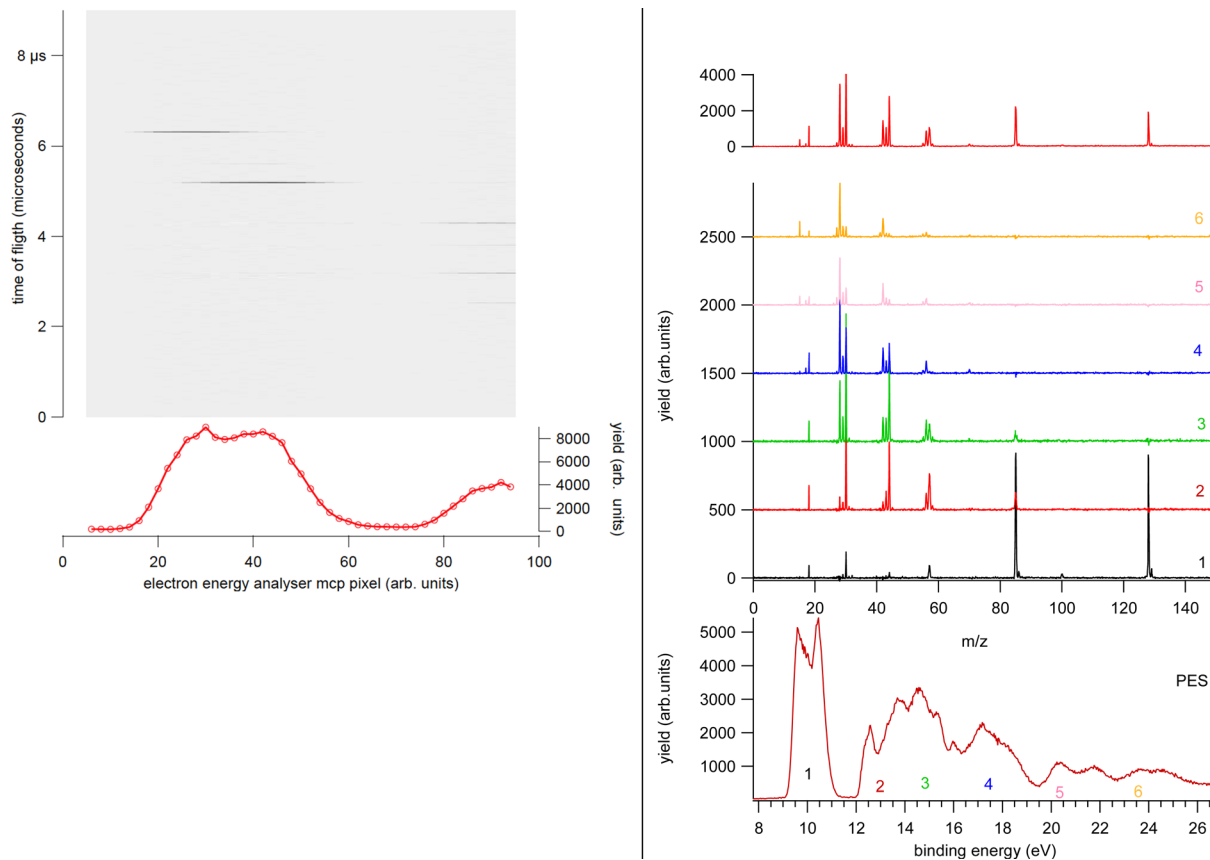 8 µs
6
4
2
0
time of fligth (microseconds)
8000
6000
4000
2000
0
yield (arb. units)
0 20 40 60 80 100
electron energy analyser mcp pixel (arb. units)
4000
2000
0
2500
2000
1500
1000
500
0
yield (arb.units)
6
5
4
3
2
1
0 20 40 60 80 100 120 140
m/z
5000
4000
3000
2000
1000
yield (arb.units)
PES
1 2 3 4 5 6
8 10 12 14 16 18 20 22 24 26
binding energy (eV)